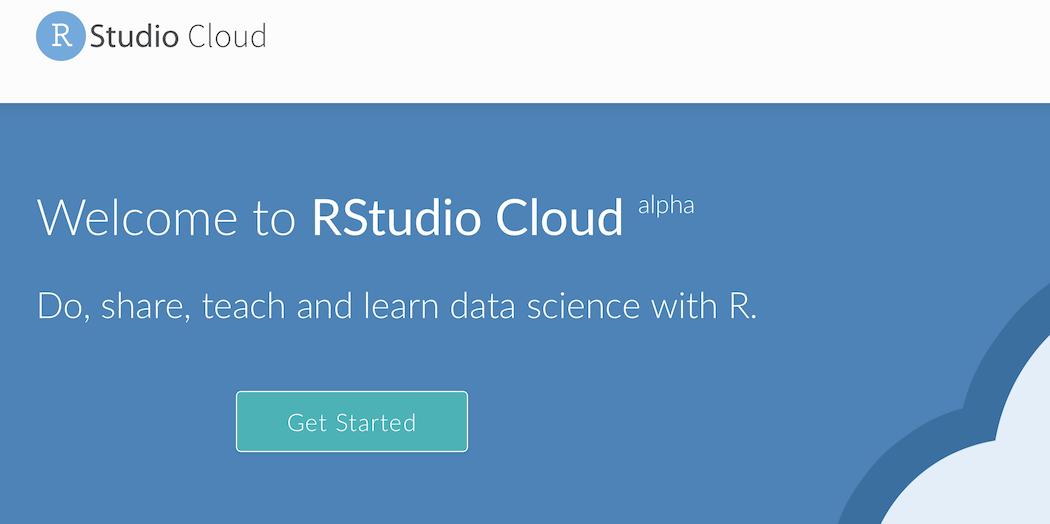 R Studio Cloud
Welcome to RStudio Cloud alpha
Do, share, teach and learn data science with R.
Get Started